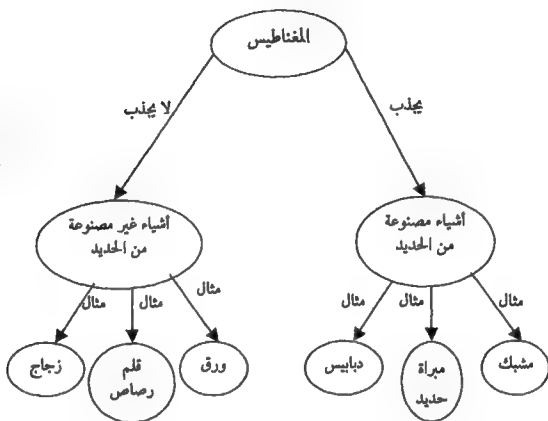 المغناطيس
يجذب
لا يجذب
أشياء مصنوعة
من الحديد
أشياء غير مصنوعة
من الحديد
مثال
مثال
مثال
مثال
مثال
مثال
مشبك
مبراة
حديد
دبابيس
ورق
قلم
رصاص
زجاج